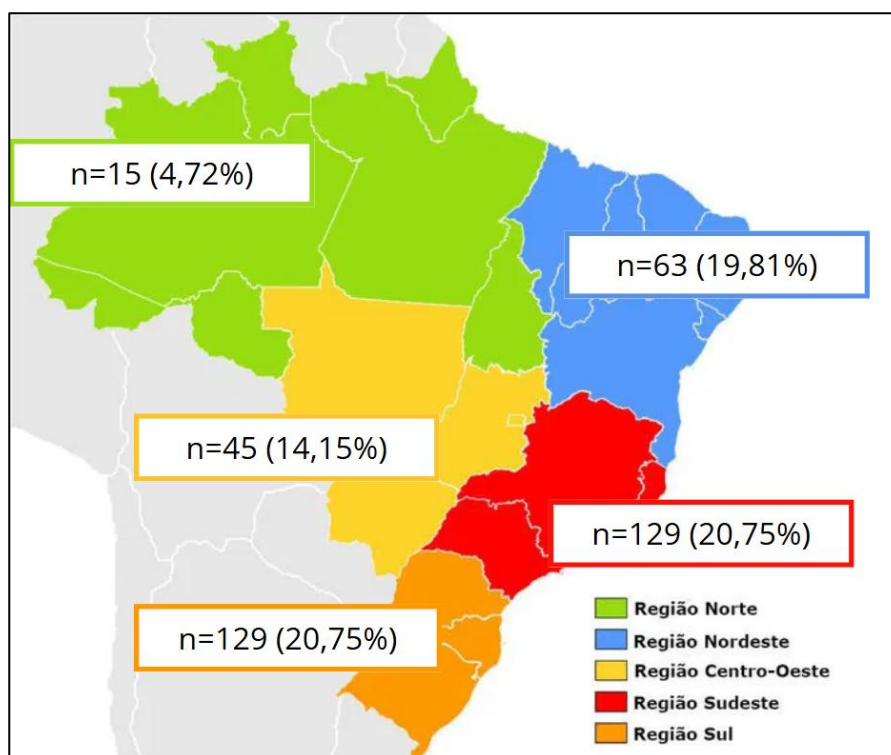 n=15 (4,72%)
n=63 (19,81%)
n=45 (14,15%)
n=129 (20,75%)
n=129 (20,75%)
Região Norte
Região Nordeste
Região Centro-Oeste
Região Sudeste
Região Sul